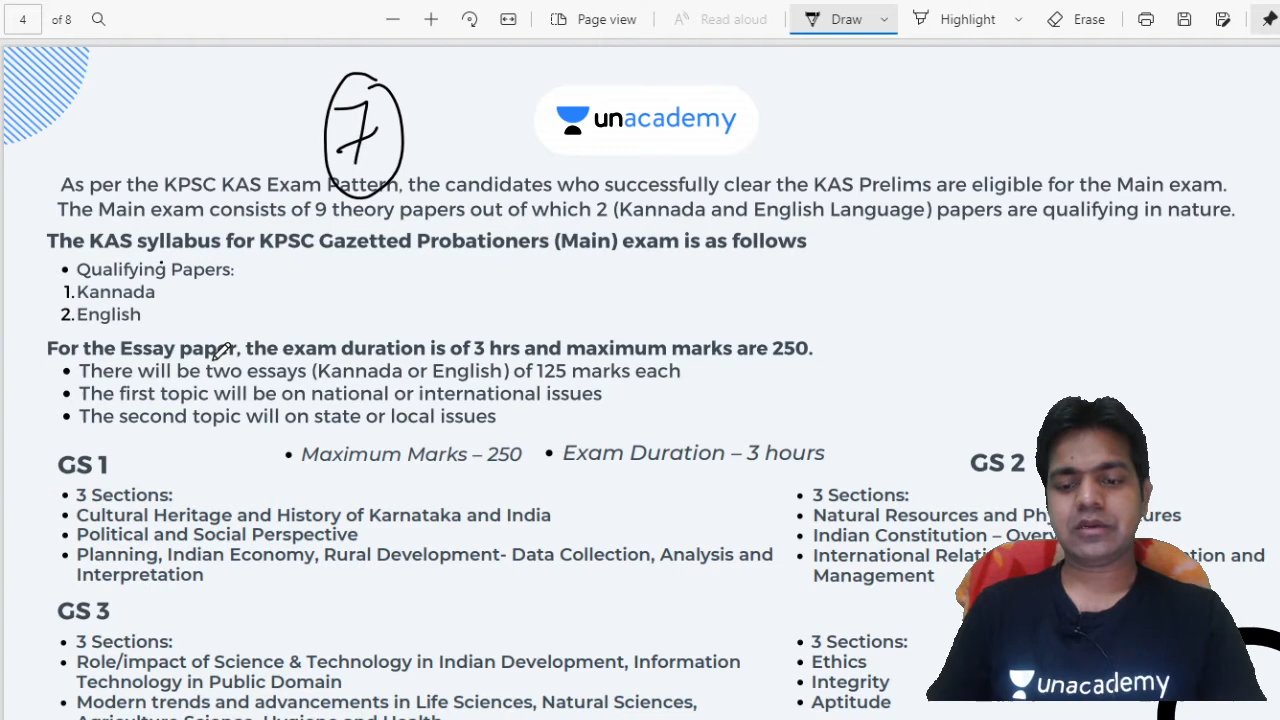 4 of 8
Page view
Read aloud
Draw
Highlight
Erase
7
unacademy
As per the KPSC KAS Exam Pattern, the candidates who successfully clear the KAS Prelims are eligible for the Main exam.
The Main exam consists of 9 theory papers out of which 2 (Kannada and English Language) papers are qualifying in nature.
The KAS syllabus for KPSC Gazetted Probationers (Main) exam is as follows
• Qualifying Papers:
1. Kannada
2. English
For the Essay paper, the exam duration is of 3 hrs and maximum marks are 250.
• There will be two essays (Kannada or English) of 125 marks each
• The first topic will be on national or international issues
• The second topic will on state or local issues
• Maximum Marks – 250 • Exam Duration – 3 hours
GS 1
• 3 Sections:
• Cultural Heritage and History of Karnataka and India
• Political and Social Perspective
• Planning, Indian Economy, Rural Development- Data Collection, Analysis and
Interpretation
GS 2
• 3 Sections:
• Natural Resources and
• Indian Constitution –
• International
and
Management
GS 3
• 3 Sections:
• Role/impact of Science & Technology in Indian Development, Information
Technology in Public Domain
• Modern trends and advancements in Life Sciences, Natural Sciences,
Agriculture Science, Hygiene and Health
• 3 Sections:
• Ethics
• Integrity
• Aptitude
unacademy